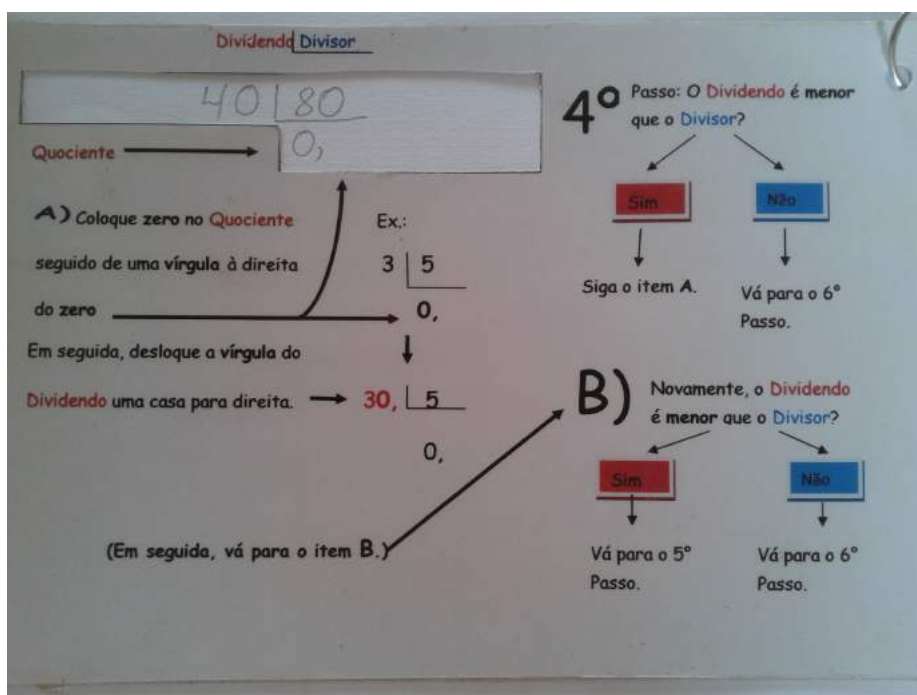 Dividendo Divisor
40 80
0,
Quociente
A) Coloque zero no Quociente
seguido de uma vírgula à direita
do zero
Em seguida, desloque a vírgula do
Dividendo uma casa para direita.
Ex.:
3 5
0,
30, 5
0,
(Em seguida, vá para o item B.)
4º Passo: O Dividendo é menor
que o Divisor?
Sim Não
Siga o item A.
Vá para o 6°
Passo.
B) Novamente, o Dividendo
é menor que o Divisor?
Sim Não
Vá para o 5°
Passo.
Vá para o 6°
Passo.